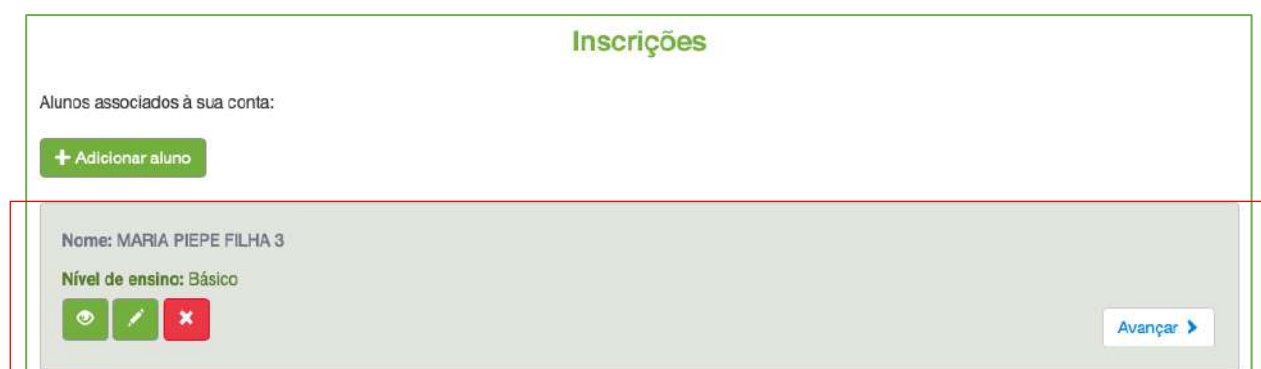 Inscrições
Alunos associados à sua conta:
Adicionar aluno
Nome: MARIA PIEPE FILHA 3
Nível de ensino: Básico
Avançar